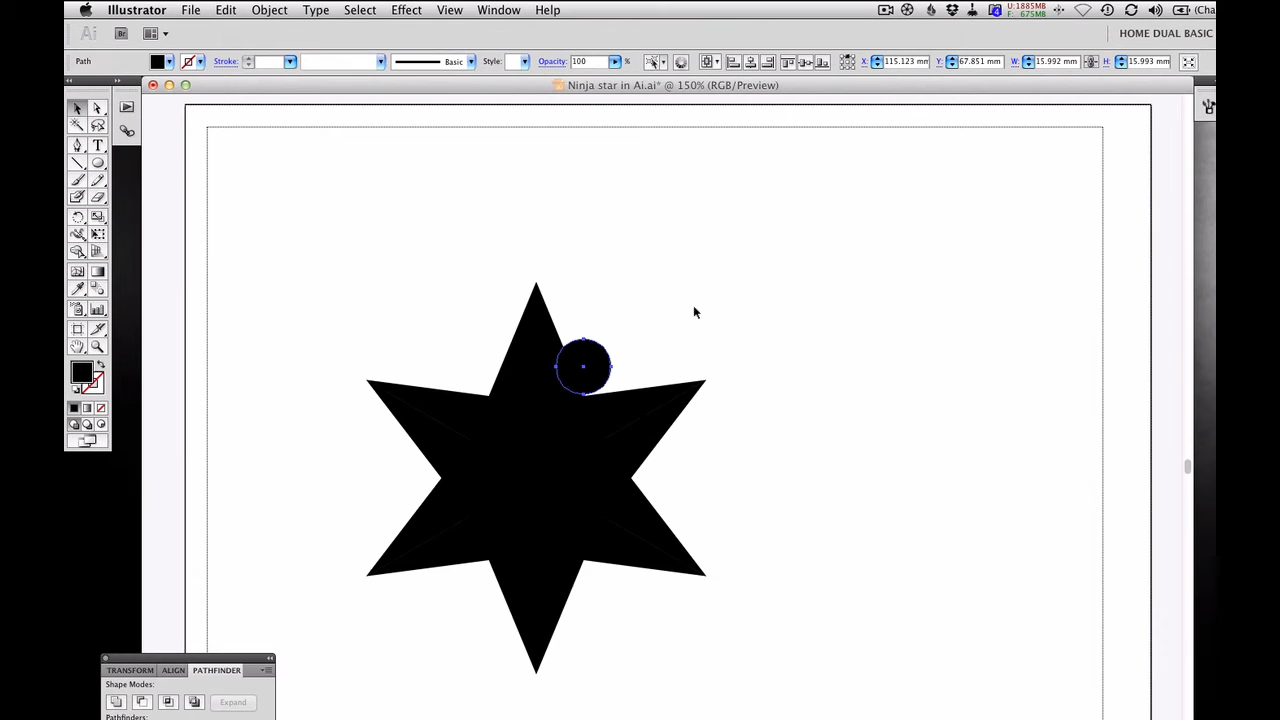 Illustrator File Edit Object Type Select Effect View Window Help
4 U:1885MB
F: 675MB
(Cha
Ai Br HOME DUAL BASIC
Path Stroke: Basic Style: Opacity: 100 % X: 115.123 mm Y: 67.851 mm W: 15.992 mm H: 15.993 mm
Ninja star in Ai.ai* @ 150% (RGB/Preview)
T
TRANSFORM ALIGN PATHFINDER
Shape Modes:
Expand
Pathfinders: